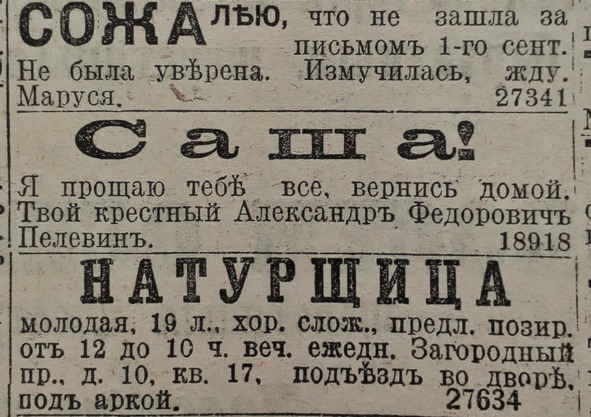 СОЖАЛѢЮ, что не зашла за
письмомъ 1-го сент.
Не была увѣрена. Измучилась, жду.
Маруся. 27341
Саша!
Я прощаю тебѣ все, вернись домой.
Твой крестный Александръ Федоровичъ
Пелевинъ. 18918
НАТУРЩИЦА
молодая, 19 л., хор. слож., предл. позир.
отъ 12 до 10 ч. веч. ежедн. Загородный
пр., д. 10, кв. 17, подъѣздъ во дворѣ,
подъ аркой. 27634